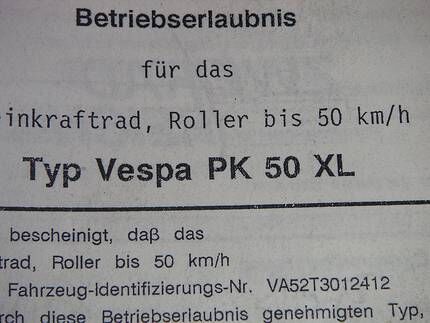 Betriebserlaubnis
für das
inkraftrad, Roller bis 50 km/h
Typ Vespa PK 50 XL
bescheinigt, daß das
trad, Roller bis 50 km/h
Fahrzeug-Identifizierungs-Nr. VA52T3012412
rch diese Betriebserlaubnis genehmigten Typ,